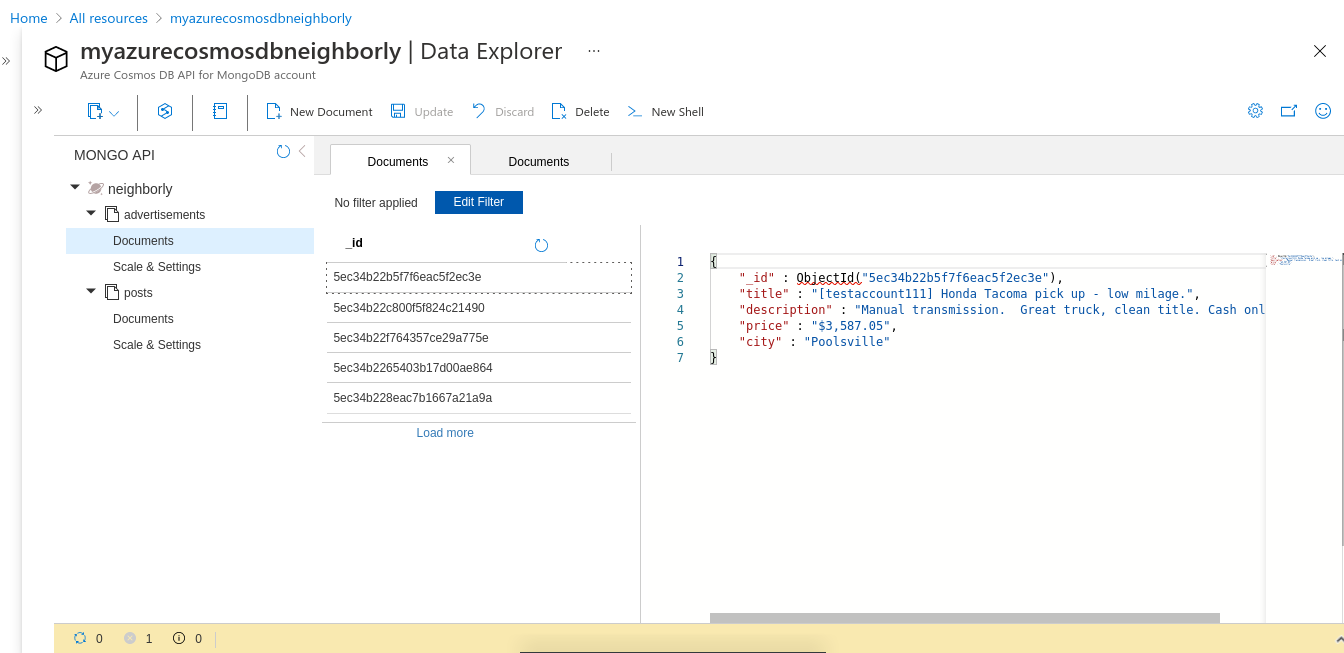 Home > All resources > myazurecosmosdbneighborly
myazurecosmosdbneighborly | Data Explorer ...
Azure Cosmos DB API for MongoDB account
New Document Update Discard Delete New Shell
MONGO API
neighborly
advertisements
Documents
Scale & Settings
posts
Documents
Scale & Settings
Documents × Documents
No filter applied Edit Filter
_id
5ec34b22b5f7f6eac5f2ec3e
5ec34b22c800f5f824c21490
5ec34b22f764357ce29a775e
5ec34b2265403b17d00ae864
5ec34b228eac7b1667a21a9a
Load more
1 {
2 "_id" : ObjectId("5ec34b22b5f7f6eac5f2ec3e"),
3 "title" : "[testaccount111] Honda Tacoma pick up - low milage.",
4 "description" : "Manual transmission.  Great truck, clean title. Cash onl
5 "price" : "$3,587.05",
6 "city" : "Poolsville"
7 }
0 1 0